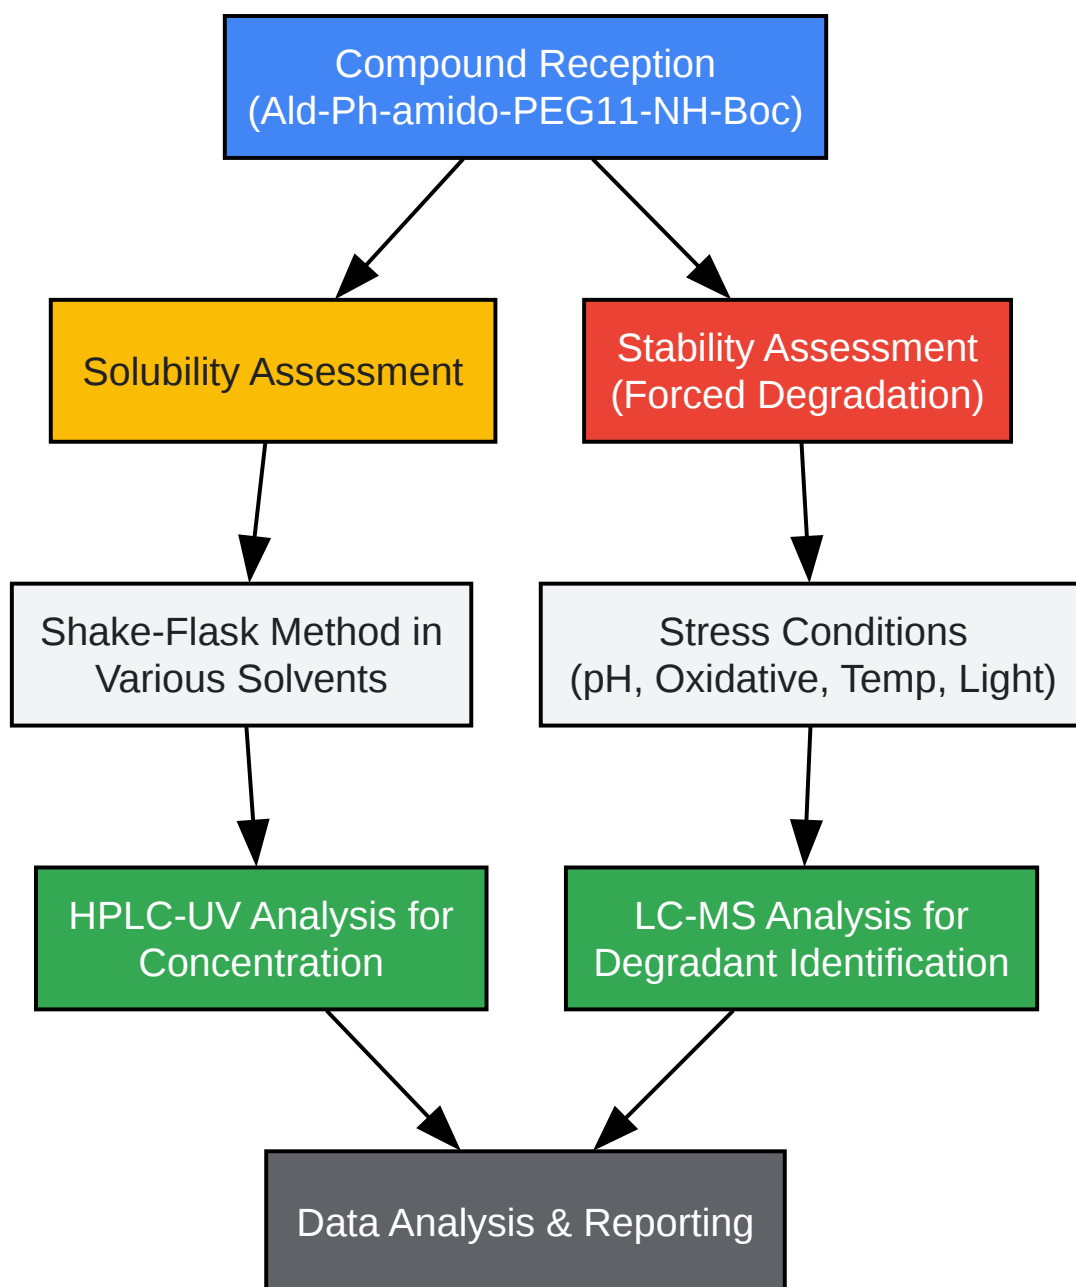 Compound Reception
(Ald-Ph-amido-PEG11-NH-Boc)
Solubility Assessment
Stability Assessment
(Forced Degradation)
Shake-Flask Method in
Various Solvents
Stress Conditions
(pH, Oxidative, Temp, Light)
HPLC-UV Analysis for
Concentration
LC-MS Analysis for
Degradant Identification
Data Analysis & Reporting